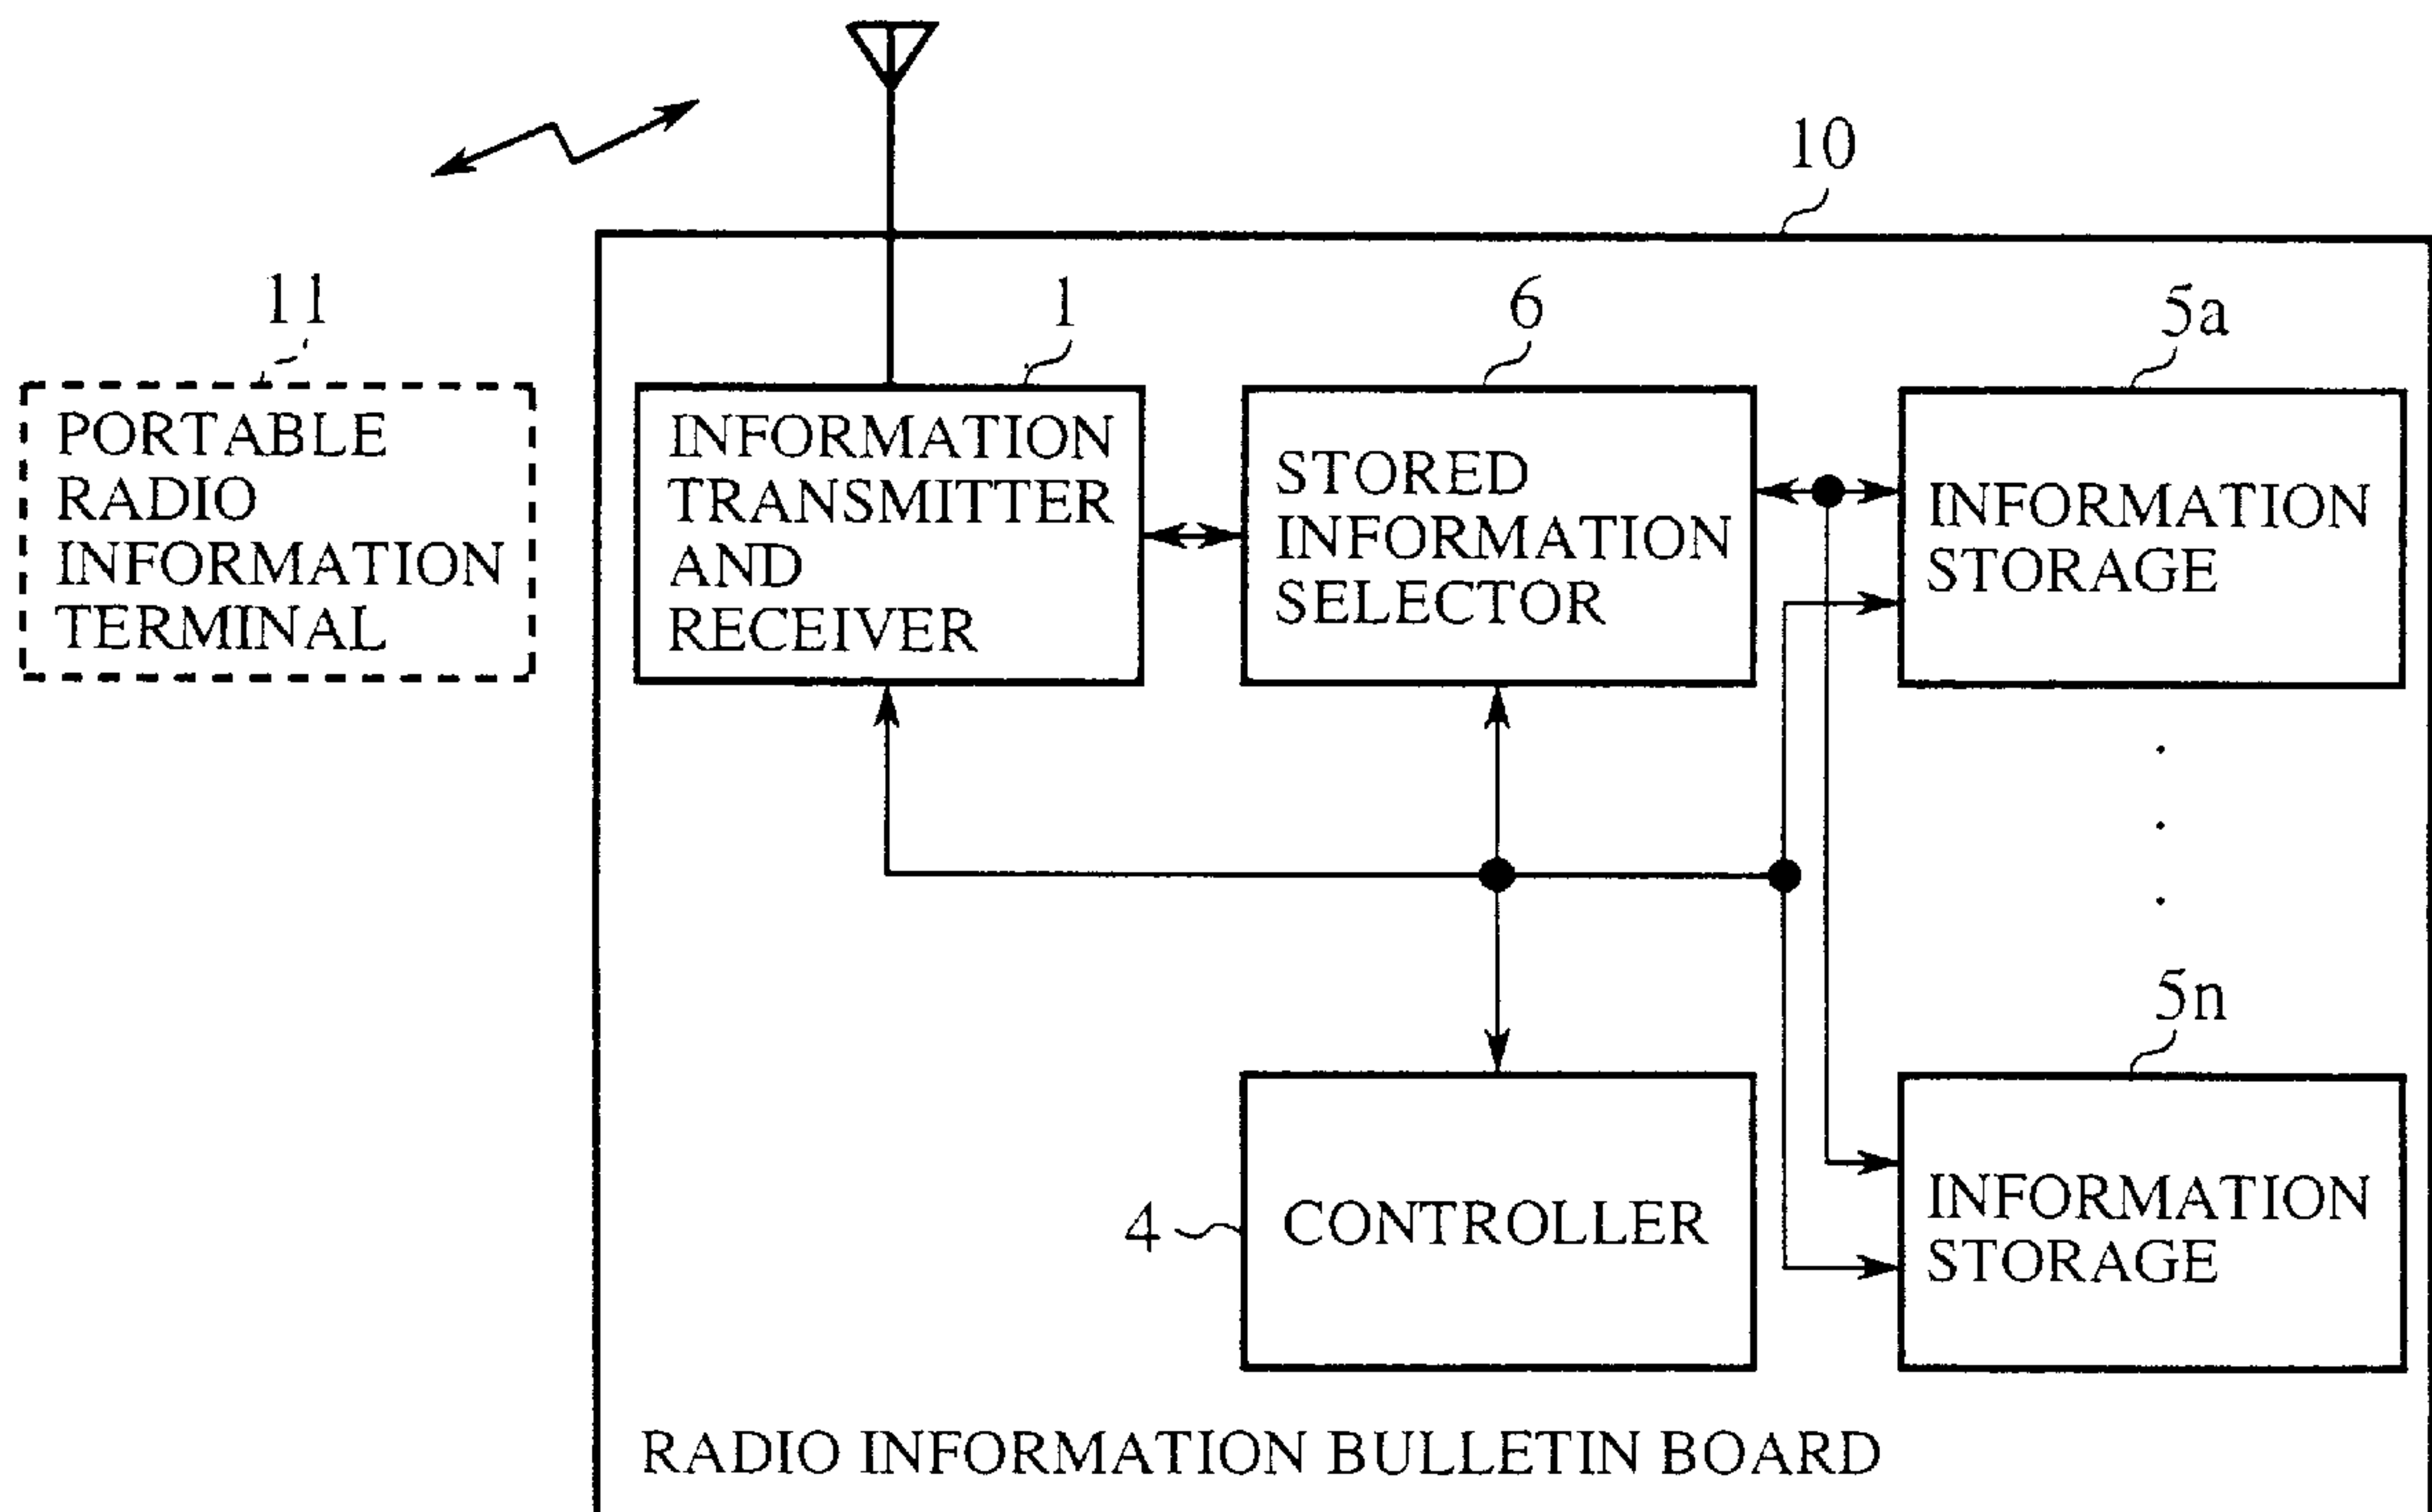 10
11
1
6
5a
PORTABLE
RADIO
INFORMATION
TERMINAL
INFORMATION
TRANSMITTER
AND
RECEIVER
STORED
INFORMATION
SELECTOR
INFORMATION
STORAGE
5n
4
CONTROLLER
INFORMATION
STORAGE
RADIO INFORMATION BULLETIN BOARD